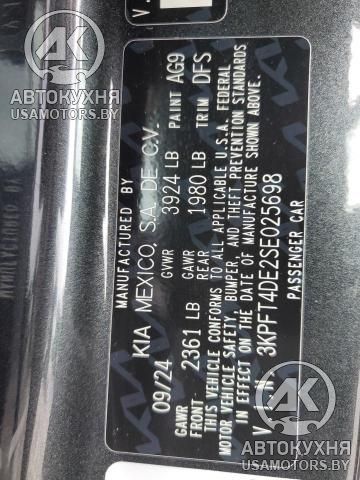 MANUFACTURED BY
KIA MEXICO, S.A. DE C.V.
09/24 GVWR 3924 LB PAINT AG9
GAWR FRONT 2361 LB GAWR REAR 1980 LB TRIM DFS
THIS VEHICLE CONFORMS TO ALL APPLICABLE U.S.A. FEDERAL
MOTOR VEHICLE SAFETY, BUMPER, AND THEFT PREVENTION STANDARDS
IN EFFECT ON THE DATE OF MANUFACTURE SHOWN ABOVE.
V.I.N 3KPFT4DE2SE025698
PASSENGER CAR
АК
АВТОКУХНЯ
USAMOTORS.BY
АК
АВТОКУХНЯ
USAMOTORS.BY